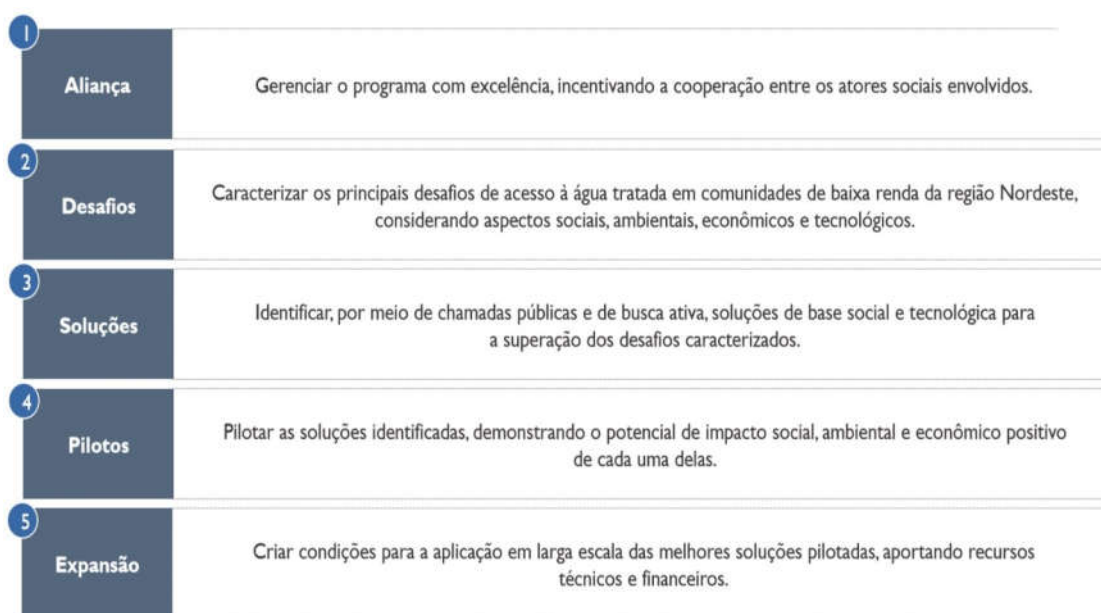 1
Aliança
Gerenciar o programa com excelência, incentivando a cooperação entre os atores sociais envolvidos.
2
Desafios
Caracterizar os principais desafios de acesso à água tratada em comunidades de baixa renda da região Nordeste,
considerando aspectos sociais, ambientais, econômicos e tecnológicos.
3
Soluções
Identificar, por meio de chamadas públicas e de busca ativa, soluções de base social e tecnológica para
a superação dos desafios caracterizados.
4
Pilotos
Pilotar as soluções identificadas, demonstrando o potencial de impacto social, ambiental e econômico positivo
de cada uma delas.
5
Expansão
Criar condições para a aplicação em larga escala das melhores soluções pilotadas, aportando recursos
técnicos e financeiros.